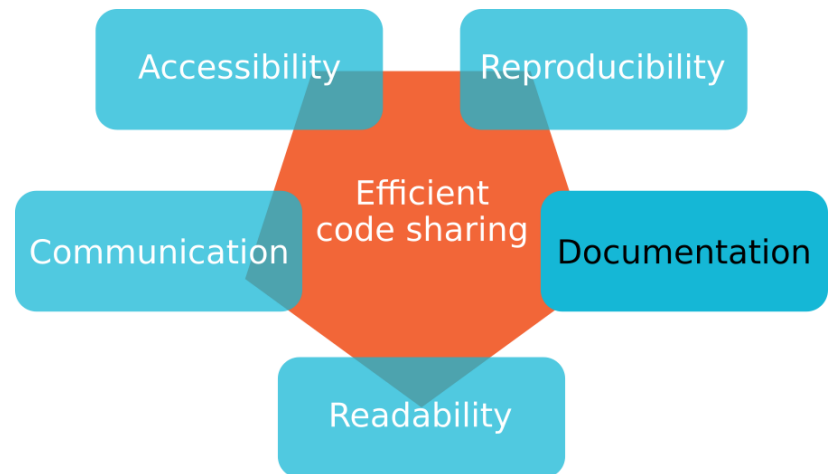 Accessibility
Reproducibility
Efficient
code sharing
Communication
Documentation
Readability